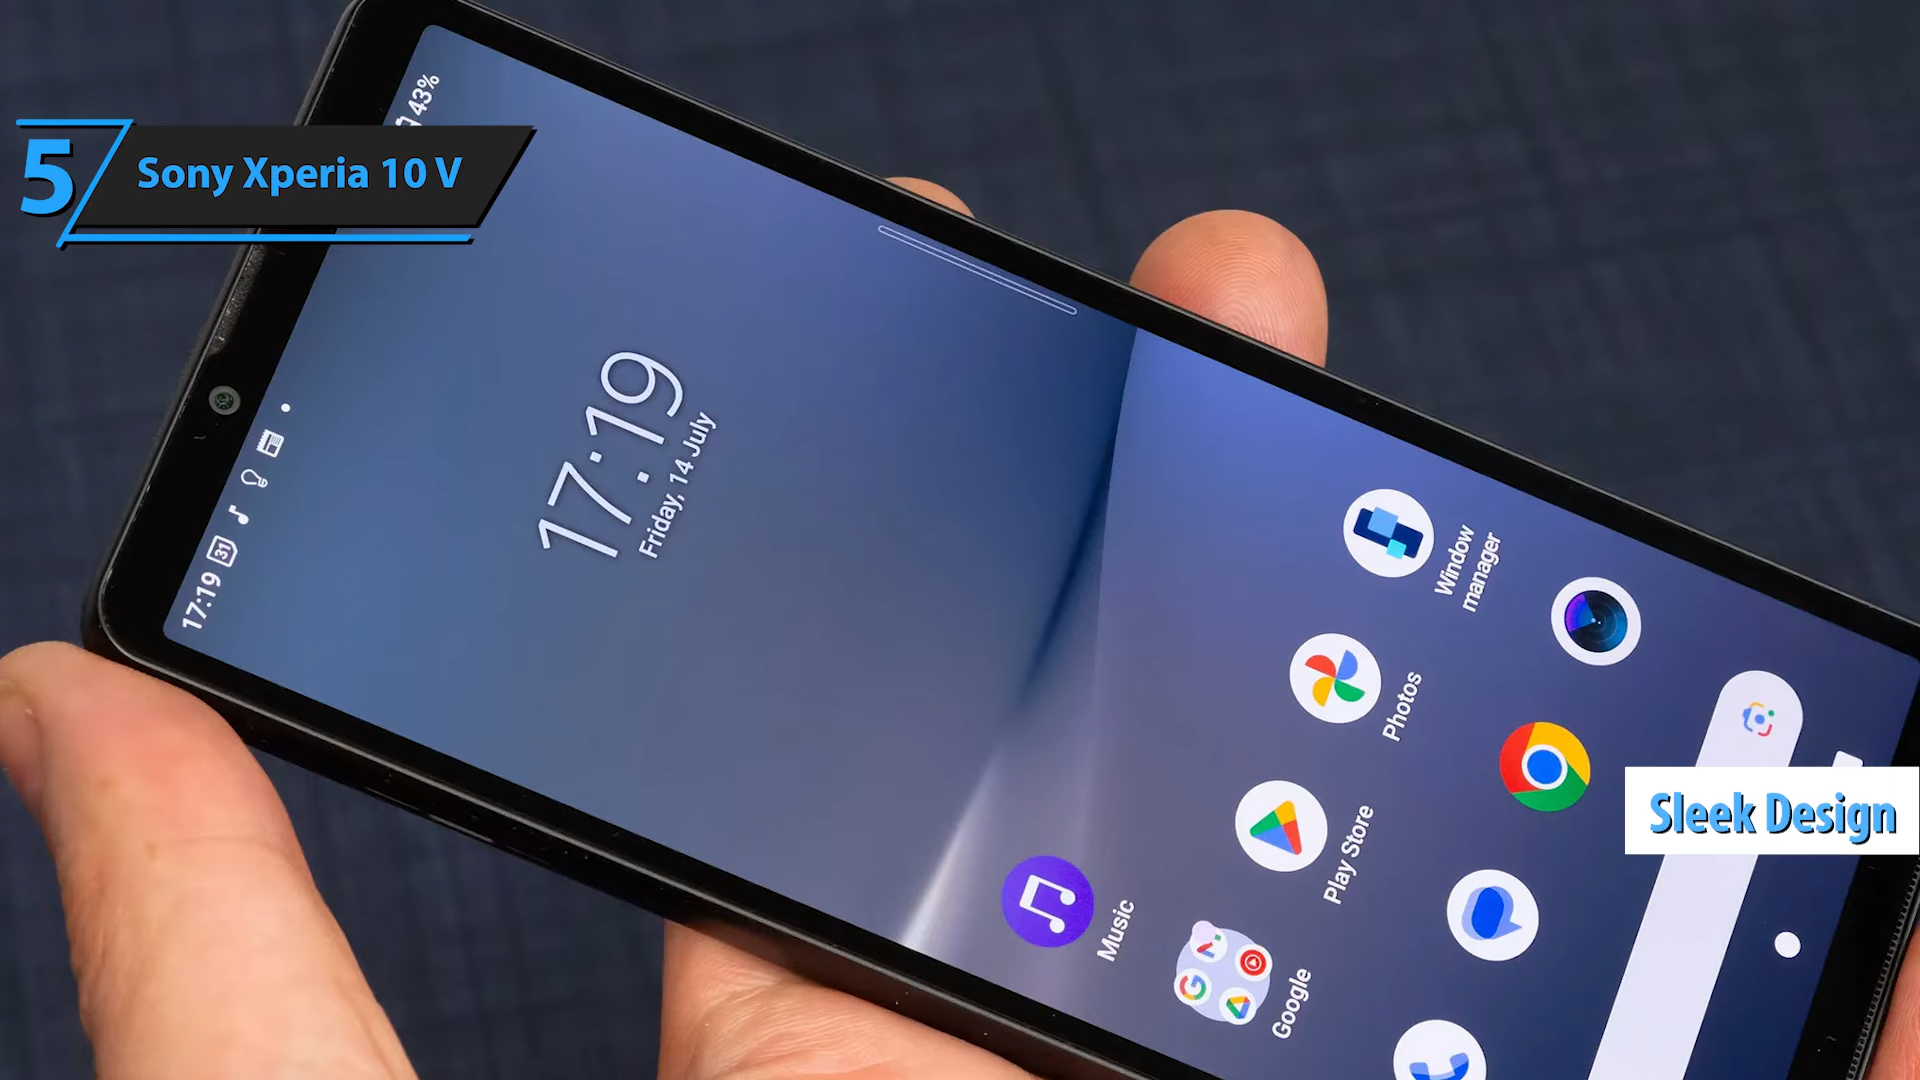 5
Sony Xperia 10 V
43%
17:19
31
17:19
Friday, 14 July
Window
manager
Photos
Play Store
Music
Google
Sleek Design